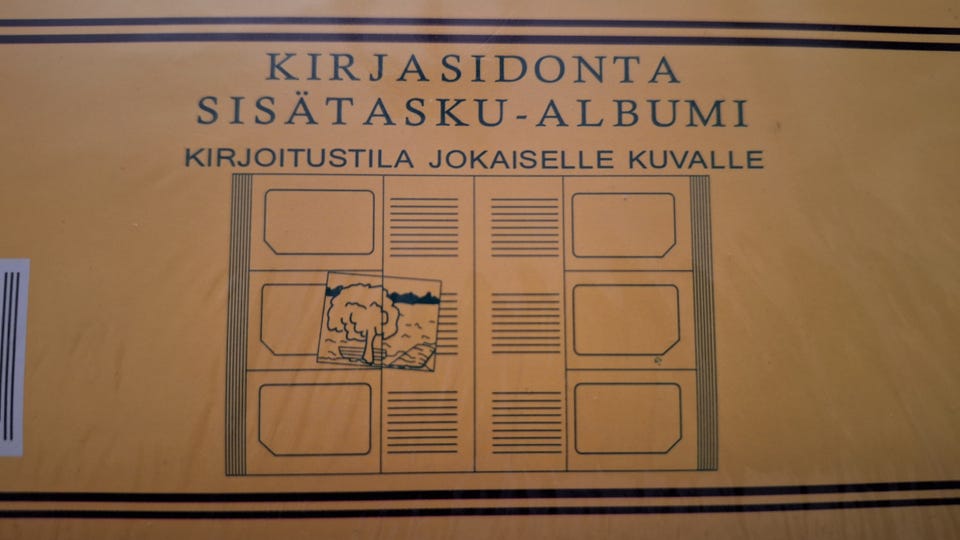 KIRJASIDONTA
SISÄTASKU-ALBUMI
KIRJOITUSTILA JOKAISELLE KUVALLE